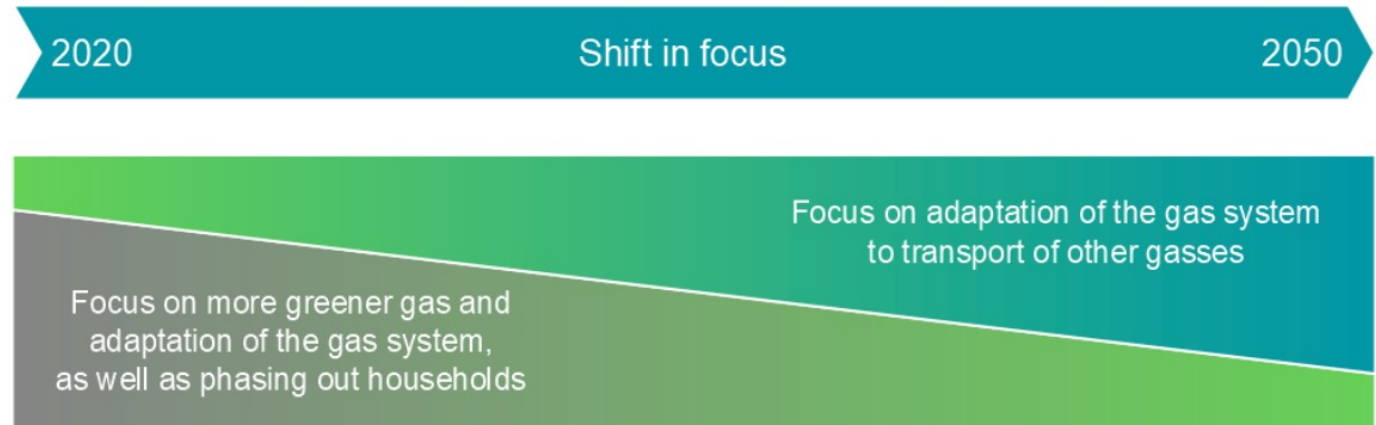 2020 Shift in focus 2050
Focus on adaptation of the gas system
to transport of other gasses
Focus on more greener gas and
adaptation of the gas system,
as well as phasing out households